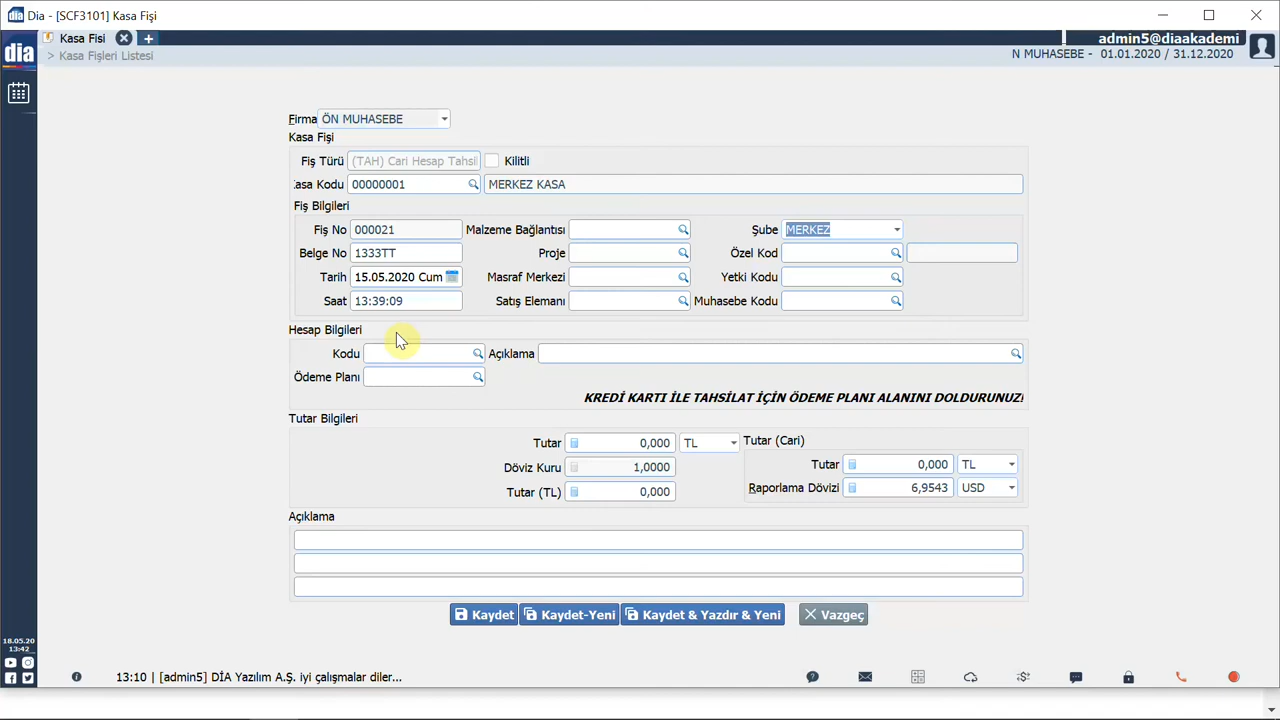 dia Dia - [SCF3101] Kasa Fişi
Kasa Fisi
admin5@diaakademi
dia
> Kasa Fişleri Listesi
N MUHASEBE - 01.01.2020 / 31.12.2020
Firma ÖN MUHASEBE
Kasa Fişi
Fiş Türü (TAH) Cari Hesap Tahsil Kilitli
asa Kodu 00000001 MERKEZ KASA
Fiş Bilgileri
Fiş No 000021 Malzeme Bağlantısı Şube MERKEZ
Belge No 1333TT Proje Özel Kod
Tarih 15.05.2020 Cum Masraf Merkezi Yetki Kodu
Saat 13:39:09 Satış Elemanı Muhasebe Kodu
Hesap Bilgileri
Kodu Açıklama
Ödeme Planı
KREDİ KARTI İLE TAHSİLAT İÇİN ÖDEME PLANI ALANINI DOLDURUNUZ!
Tutar Bilgileri
Tutar 0,000 TL Tutar (Cari)
Tutar 0,000 TL
Döviz Kuru 1,0000
Raporlama Dövizi 6,9543 USD
Tutar (TL) 0,000
Açıklama
Kaydet Kaydet-Yeni Kaydet & Yazdır & Yeni Vazgeç
18.05.20
13:42
13:10 | [admin5] DİA Yazılım A.Ş. iyi çalışmalar diler...